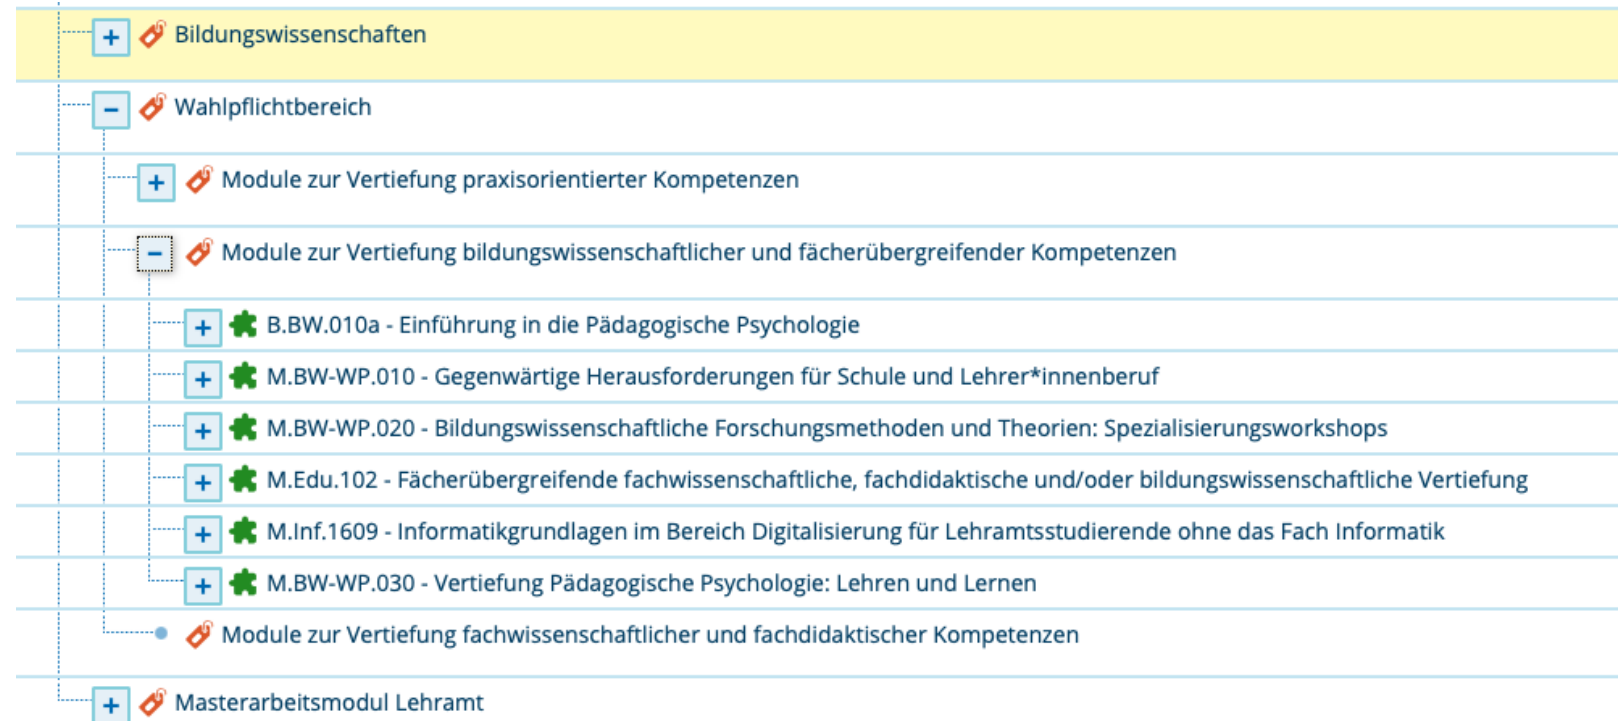 Bildungswissenschaften
Wahlpflichtbereich
Module zur Vertiefung praxisorientierter Kompetenzen
Module zur Vertiefung bildungswissenschaftlicher und fächerübergreifender Kompetenzen
B.BW.010a - Einführung in die Pädagogische Psychologie
M.BW-WP.010 - Gegenwärtige Herausforderungen für Schule und Lehrer*innenberuf
M.BW-WP.020 - Bildungswissenschaftliche Forschungsmethoden und Theorien: Spezialisierungsworkshops
M.Edu.102 - Fächerübergreifende fachwissenschaftliche, fachdidaktische und/oder bildungswissenschaftliche Vertiefung
M.Inf.1609 - Informatikgrundlagen im Bereich Digitalisierung für Lehramtsstudierende ohne das Fach Informatik
M.BW-WP.030 - Vertiefung Pädagogische Psychologie: Lehren und Lernen
Module zur Vertiefung fachwissenschaftlicher und fachdidaktischer Kompetenzen
Masterarbeitsmodul Lehramt